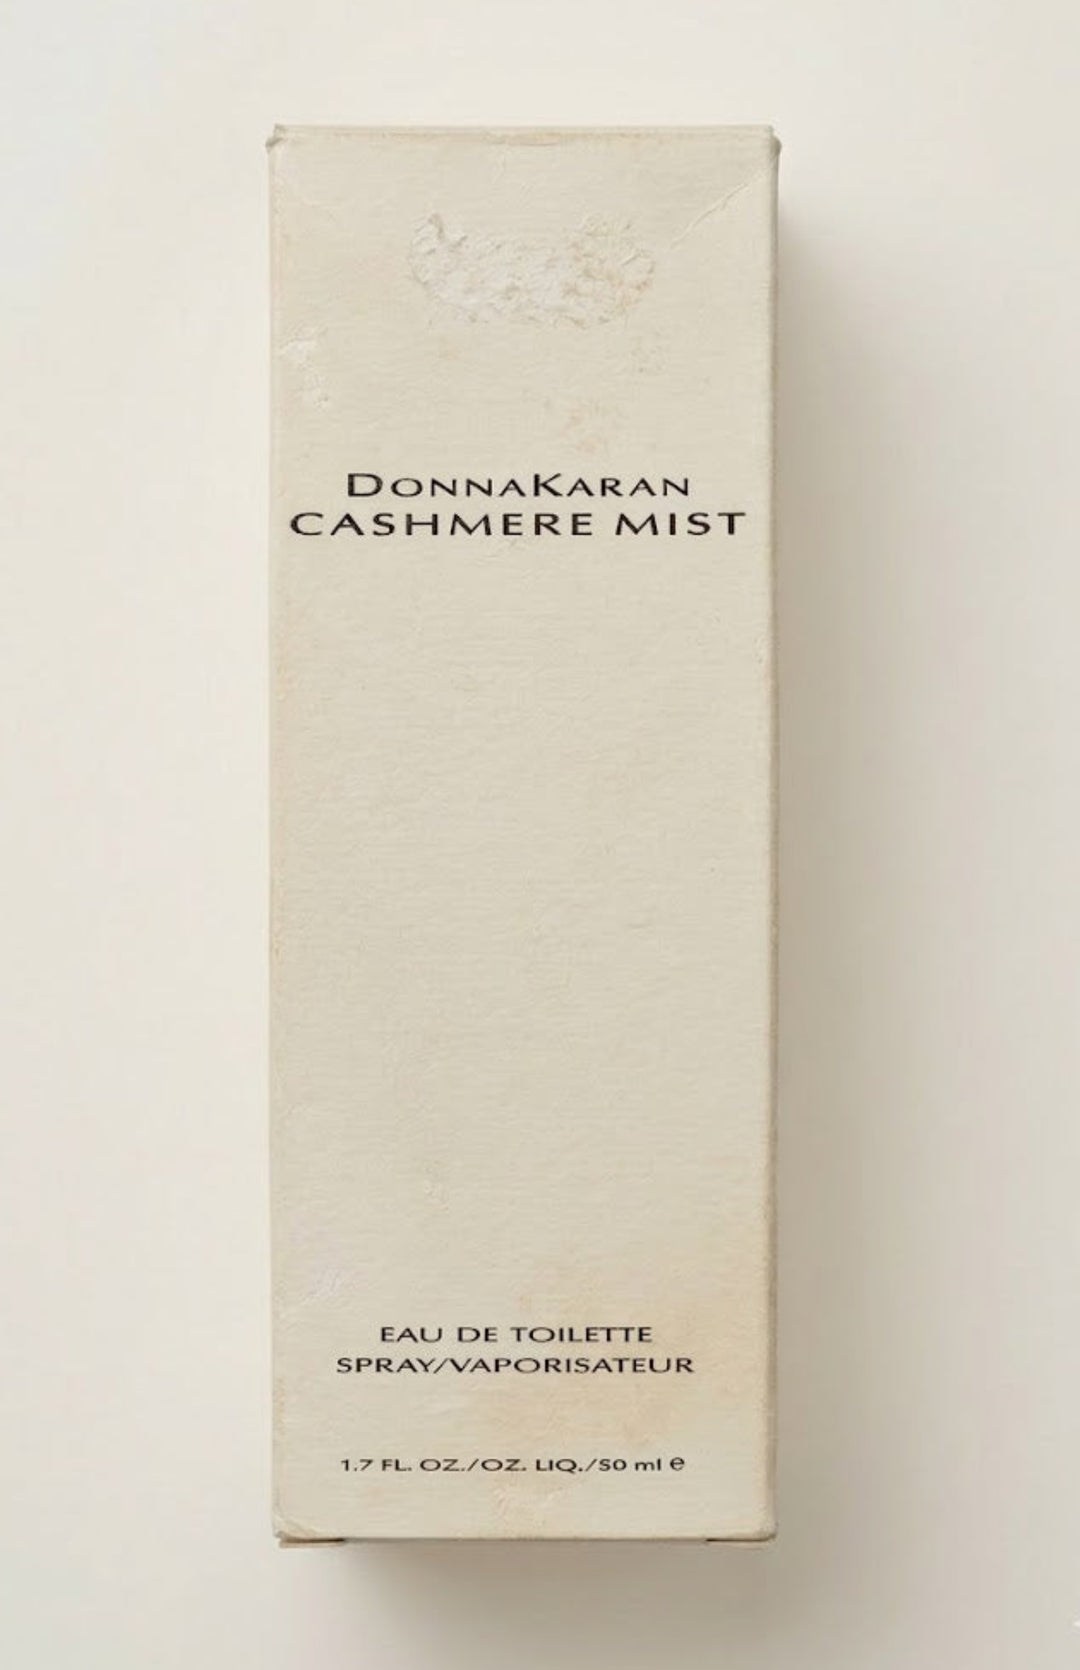 DONNAKARAN
CASHMERE MIST
EAU DE TOILETTE
SPRAY/VAPORISATEUR
1.7 FL. OZ./OZ. LIQ./50 ml e